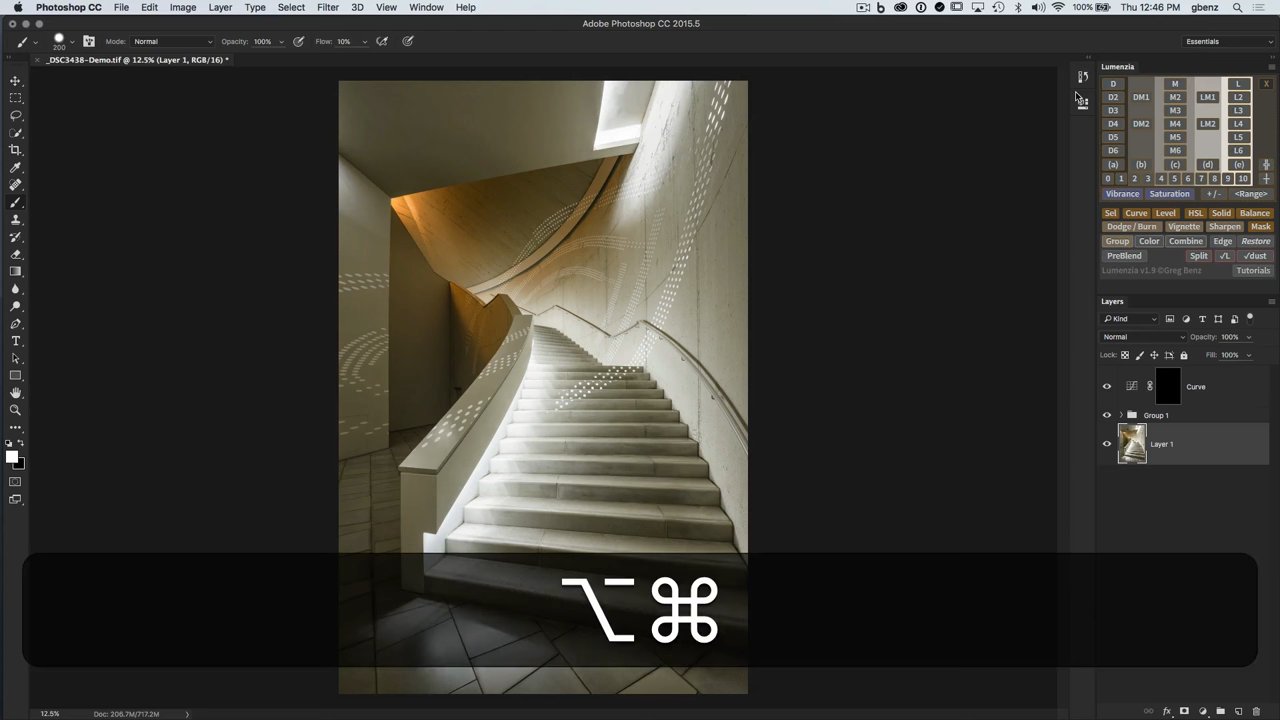 Photoshop CC File Edit Image Layer Type Select Filter 3D View Window Help 100% Thu 12:46 PM gbenz
Adobe Photoshop CC 2015.5
200 Mode: Normal Opacity: 100% Flow: 10% Essentials
_DSC3438-Demo.tif @ 12.5% (Layer 1, RGB/16) *
Lumenzia
D M L X
D2 DM1 M2 LM1 L2
D3 M3 L3
D4 DM2 M4 LM2 L4
D5 M5 L5
D6 M6 L6
(a) (b) (c) (d) (e)
0 1 2 3 4 5 6 7 8 9 10
Vibrance Saturation + / - <Range>
Sel Curve Level HSL Solid Balance
Dodge / Burn Vignette Sharpen Mask
Group Color Combine Edge Restore
PreBlend Split √L √dust
Lumenzia v1.9 ©Greg Benz Tutorials
Layers
Kind
Normal Opacity: 100%
Lock: Fill: 100%
Curve
Group 1
Layer 1
⌥⌘
12.5% Doc: 206.7M/717.2M